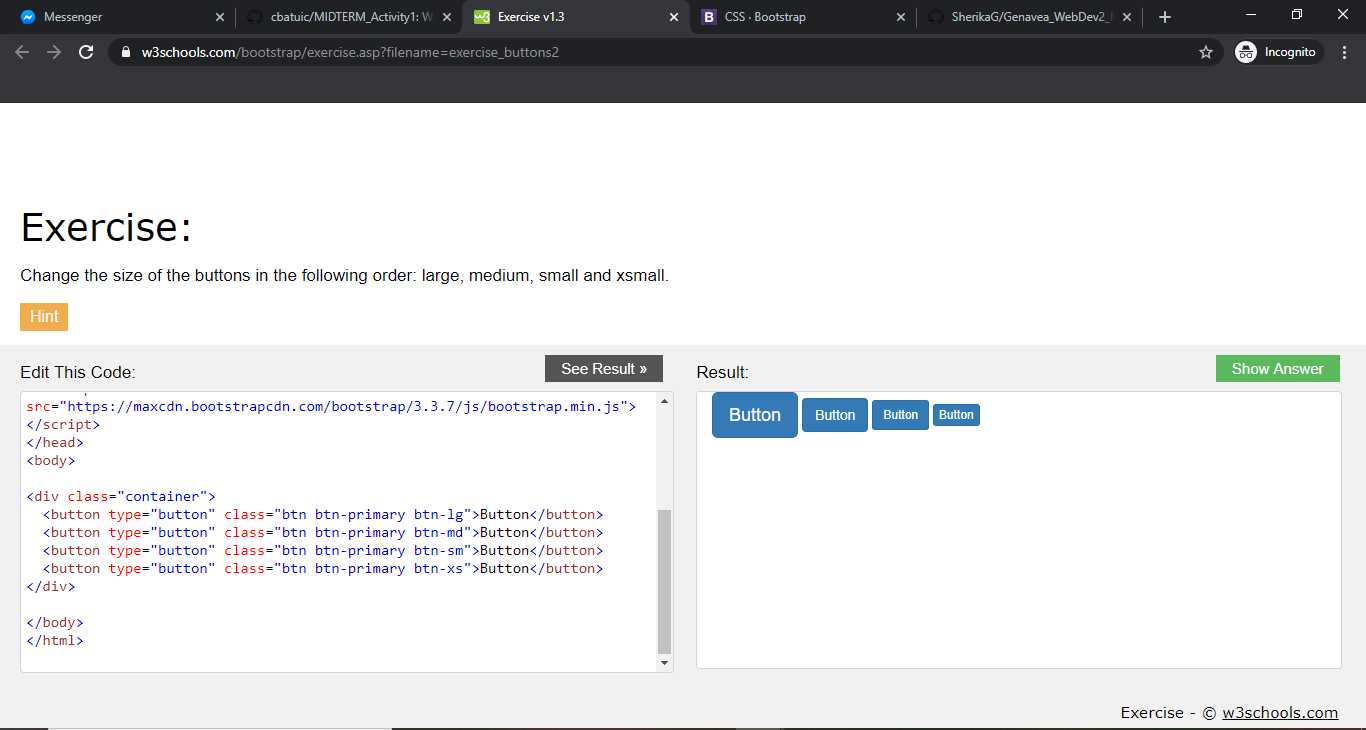 Messenger
cbatuic/MIDTERM_Activity1: W
Exercise v1.3
B CSS · Bootstrap
SherikaG/Genavea_WebDev2_
w3schools.com/bootstrap/exercise.asp?filename=exercise_buttons2
Incognito
Exercise:
Change the size of the buttons in the following order: large, medium, small and xsmall.
Hint
Edit This Code:
See Result »
Result:
Show Answer
src="https://maxcdn.bootstrapcdn.com/bootstrap/3.3.7/js/bootstrap.min.js">
</script>
</head>
<body>
<div class="container">
<button type="button" class="btn btn-primary btn-lg">Button</button>
<button type="button" class="btn btn-primary btn-md">Button</button>
<button type="button" class="btn btn-primary btn-sm">Button</button>
<button type="button" class="btn btn-primary btn-xs">Button</button>
</div>
</body>
</html>
Button Button Button Button
Exercise - © w3schools.com